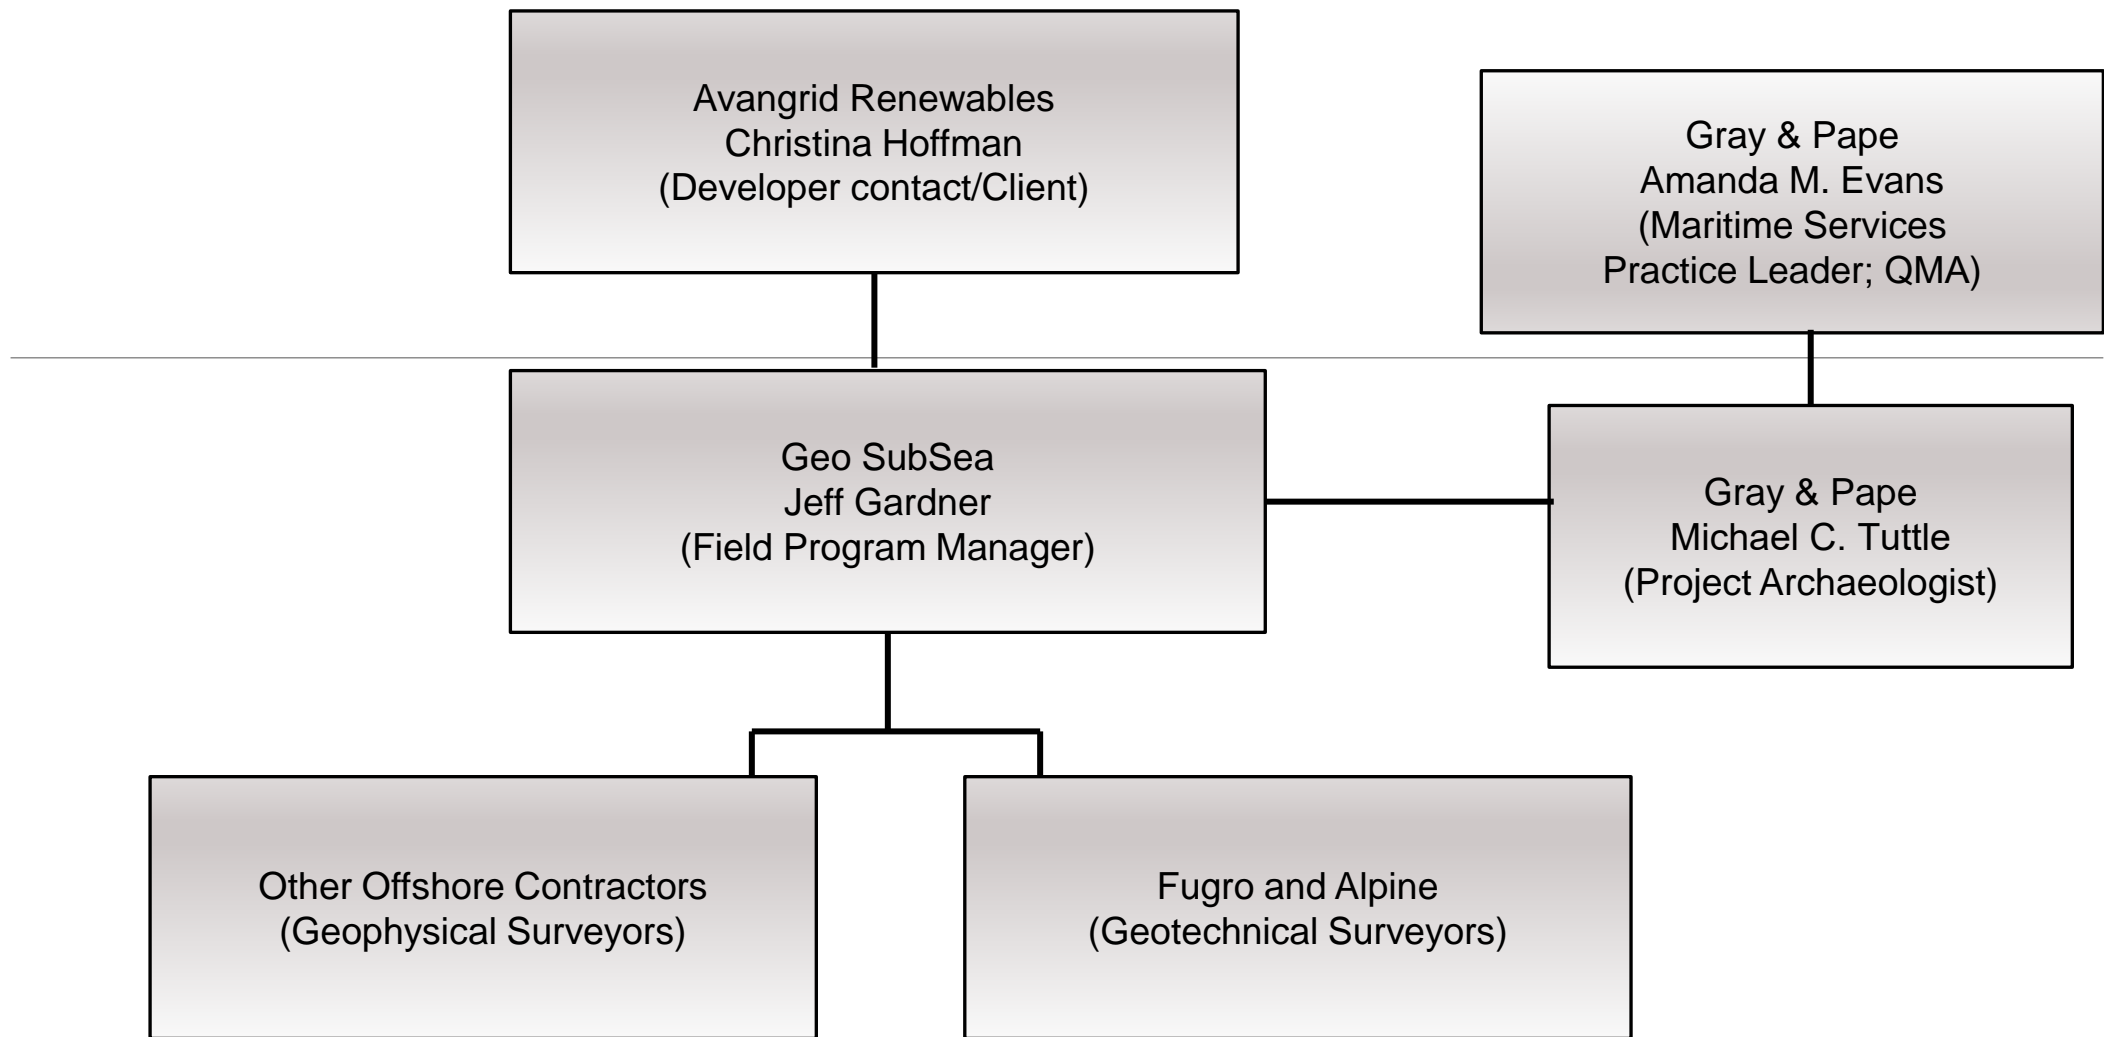 Avangrid Renewables
Christina Hoffman
(Developer contact/Client)
Gray & Pape
Amanda M. Evans
(Maritime Services
Practice Leader; QMA)
Geo SubSea
Jeff Gardner
(Field Program Manager)
Gray & Pape
Michael C. Tuttle
(Project Archaeologist)
Other Offshore Contractors
(Geophysical Surveyors)
Fugro and Alpine
(Geotechnical Surveyors)